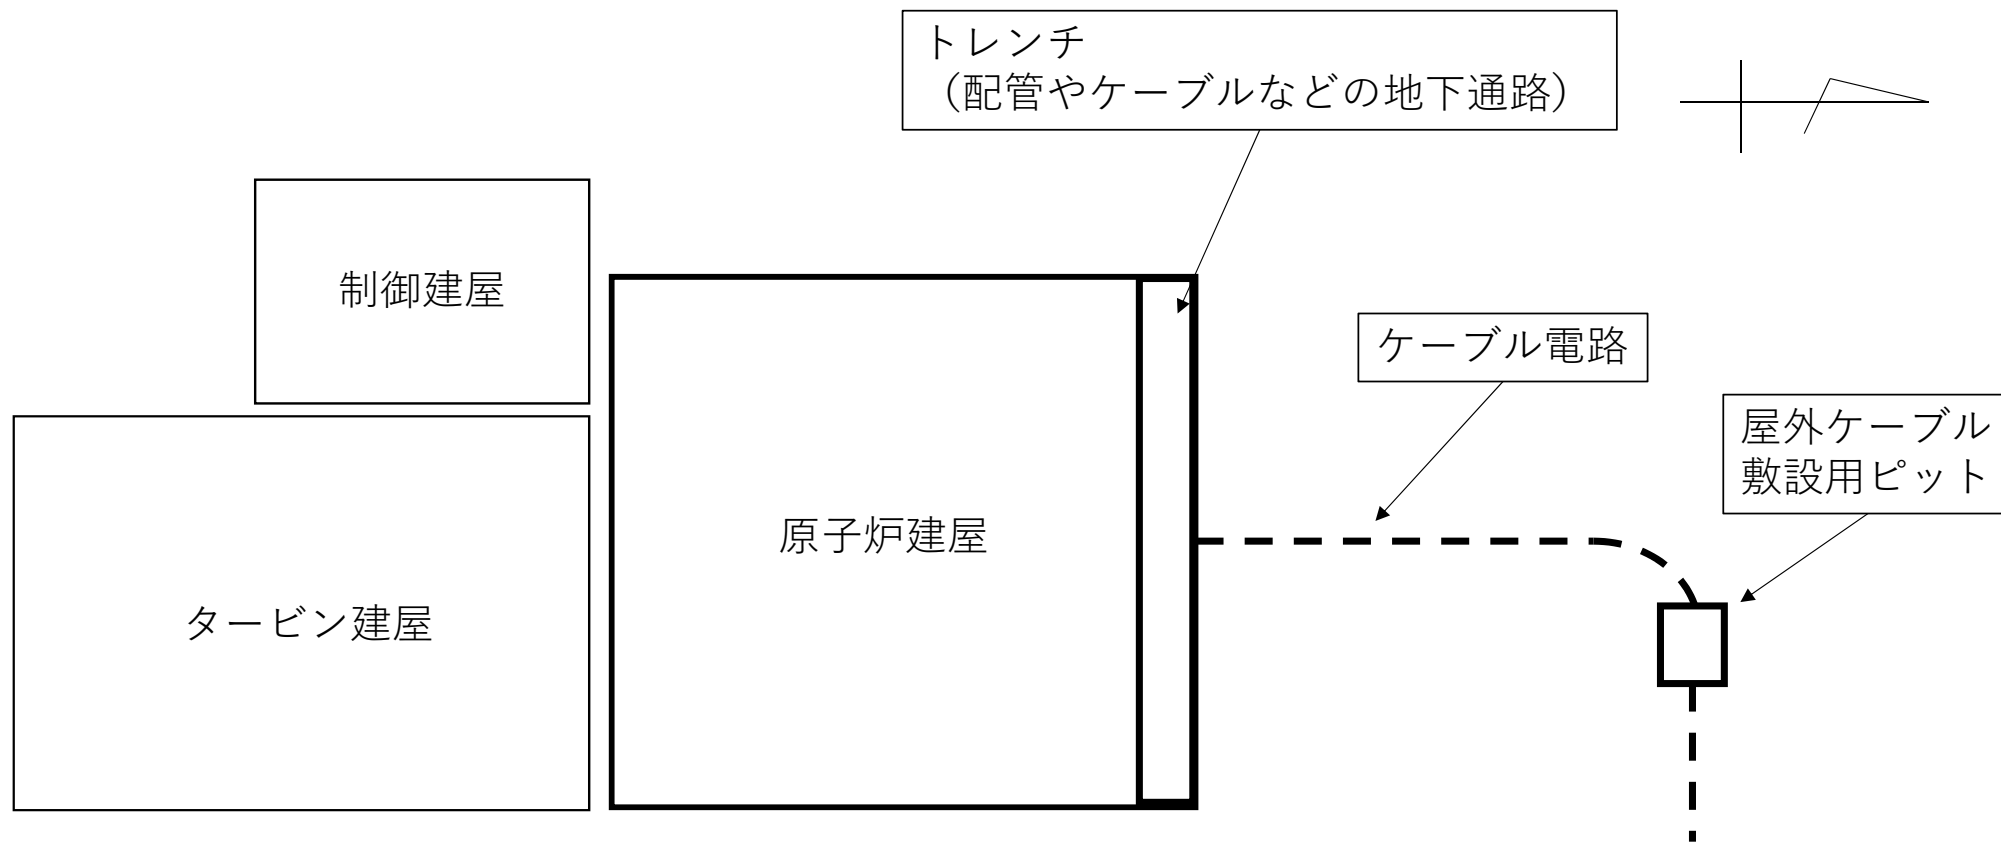 トレンチ
（配管やケーブルなどの地下通路）
制御建屋
ケーブル電路
屋外ケーブル
敷設用ピット
原子炉建屋
タービン建屋